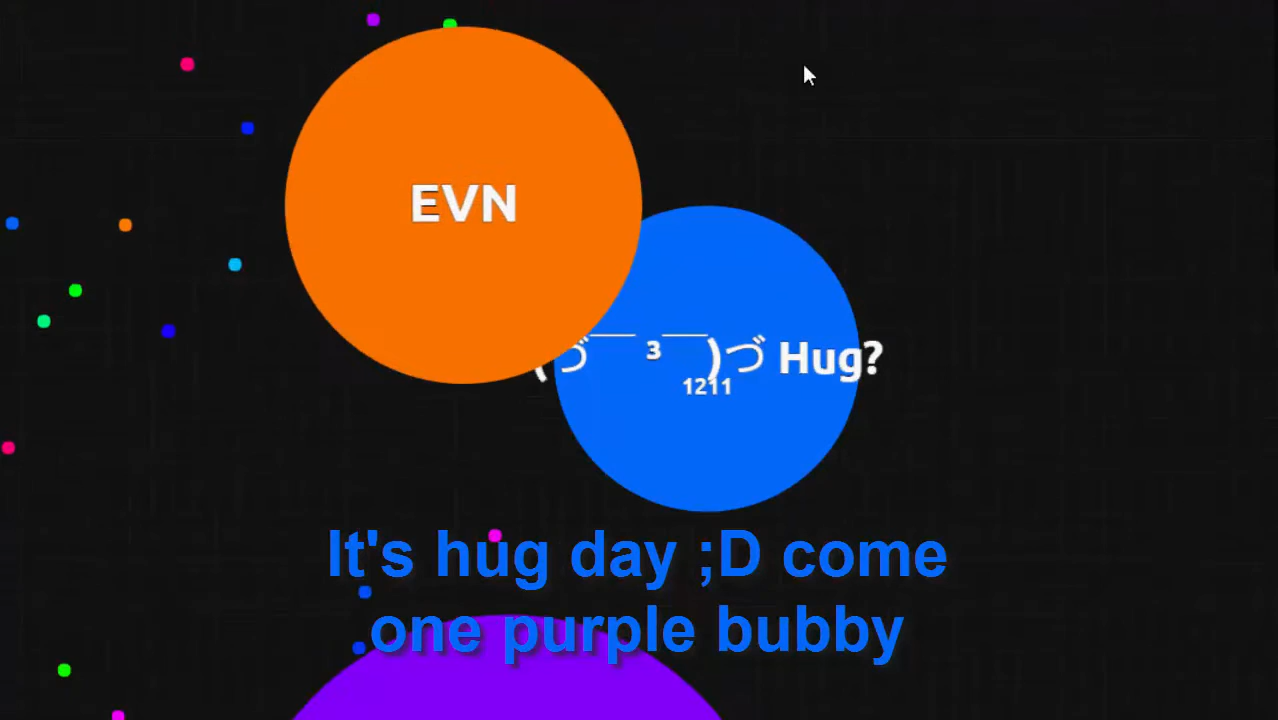 EVN
(づ￣ ³￣)づ Hug?
1211
It's hug day ;D come
one purple bubby